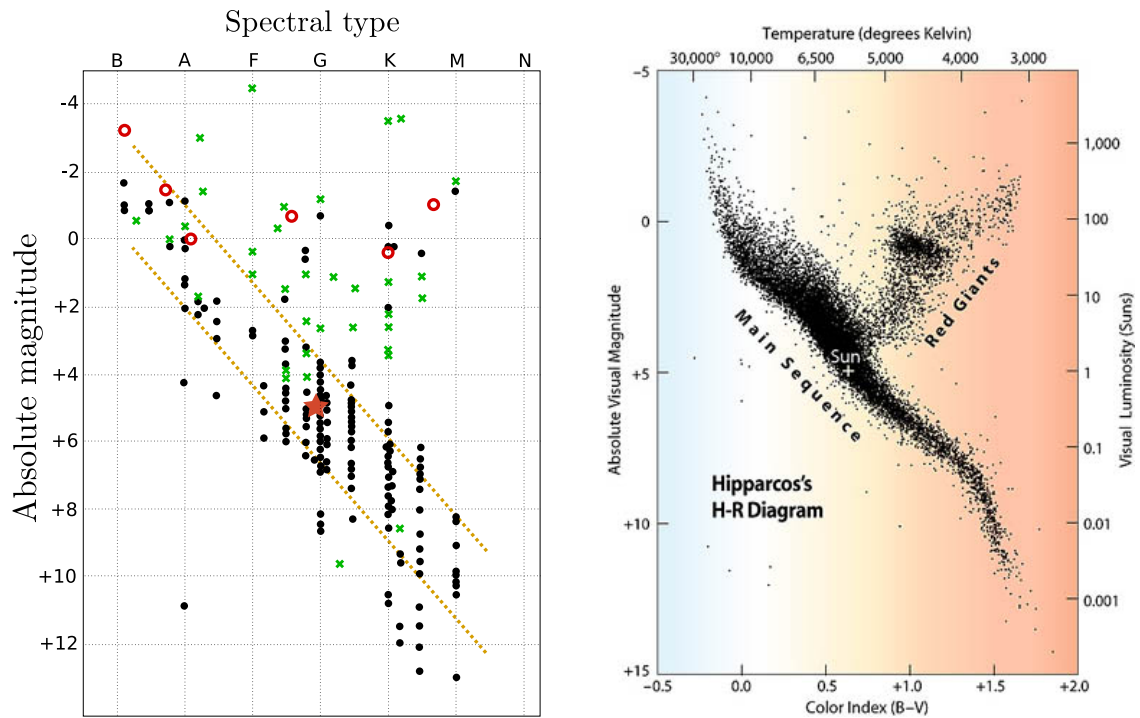 Spectral type
B A F G K M N
Absolute magnitude
-4
-2
0
+2
+4
+6
+8
+10
+12
Temperature (degrees Kelvin)
30,000° 10,000 6,500 5,000 4,000 3,000
Absolute Visual Magnitude
−5
0
+5
+10
+15
Main Sequence
Sun
Red Giants
Hipparcos's
H-R Diagram
1,000
100
10
1
0.1
0.01
0.001
Visual Luminosity (Suns)
−0.5 0.0 0.5 +1.0 +1.5 +2.0
Color Index (B–V)